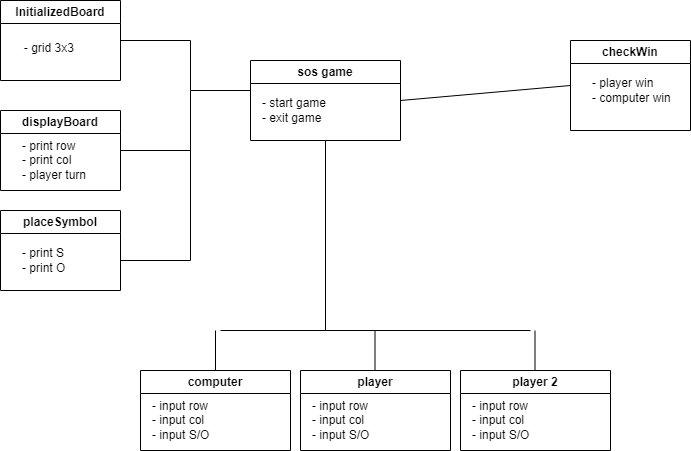 InitializedBoard
- grid 3x3
displayBoard
- print row
- print col
- player turn
placeSymbol
- print S
- print O
sos game
- start game
- exit game
checkWin
- player win
- computer win
computer
- input row
- input col
- input S/O
player
- input row
- input col
- input S/O
player 2
- input row
- input col
- input S/O